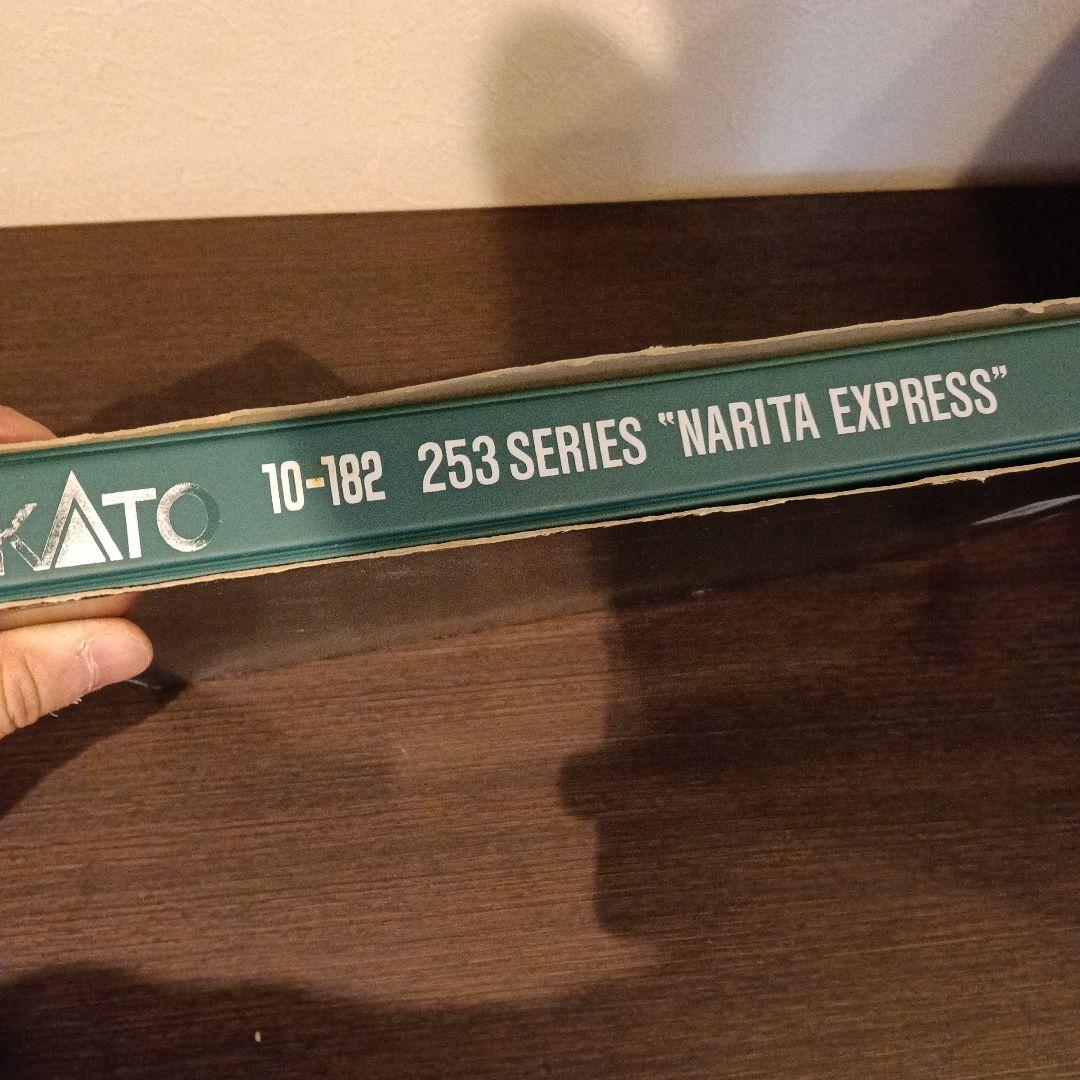 KATO 10-182 253 SERIES "NARITA EXPRESS"